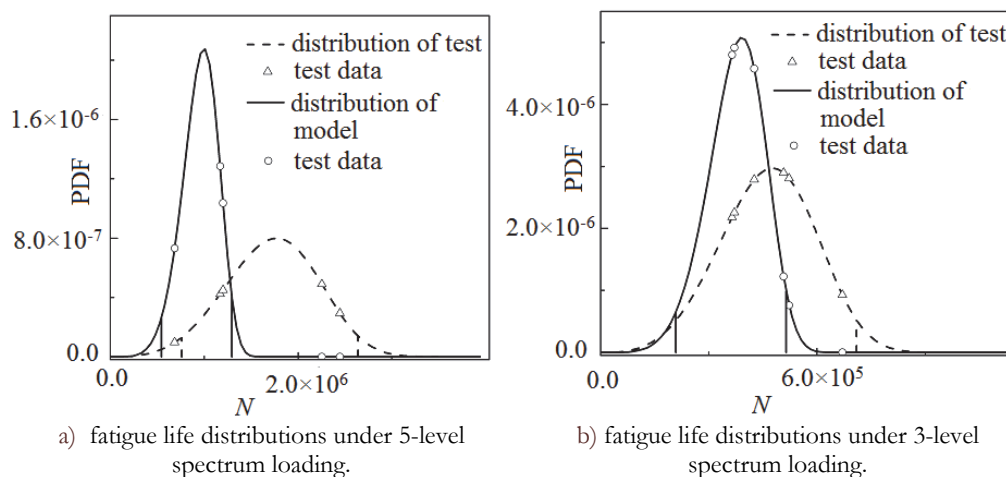 distribution of test
test data
distribution of
model
test data
PDF
1.6×10⁻⁶
8.0×10⁻⁷
0.0
0.0
2.0×10⁶
N
a) fatigue life distributions under 5-level
spectrum loading.
distribution of test
test data
distribution of
model
test data
PDF
4.0×10⁻⁶
2.0×10⁻⁶
0.0
0.0
6.0×10⁵
N
b) fatigue life distributions under 3-level
spectrum loading.